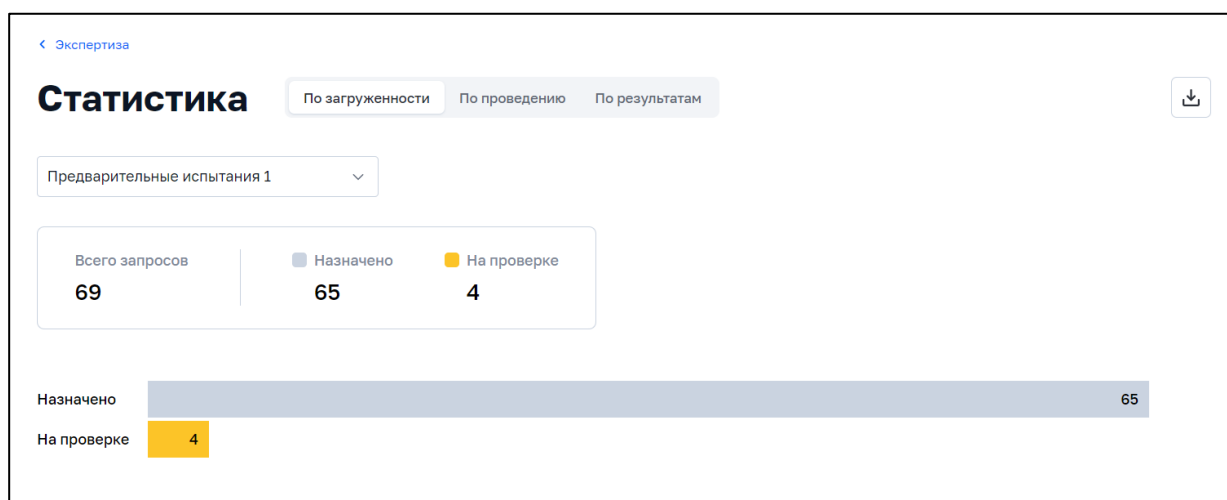 Экспертиза
Статистика
По загруженности По проведению По результатам
Предварительные испытания 1
Всего запросов Назначено На проверке
69 65 4
Назначено 65
На проверке 4